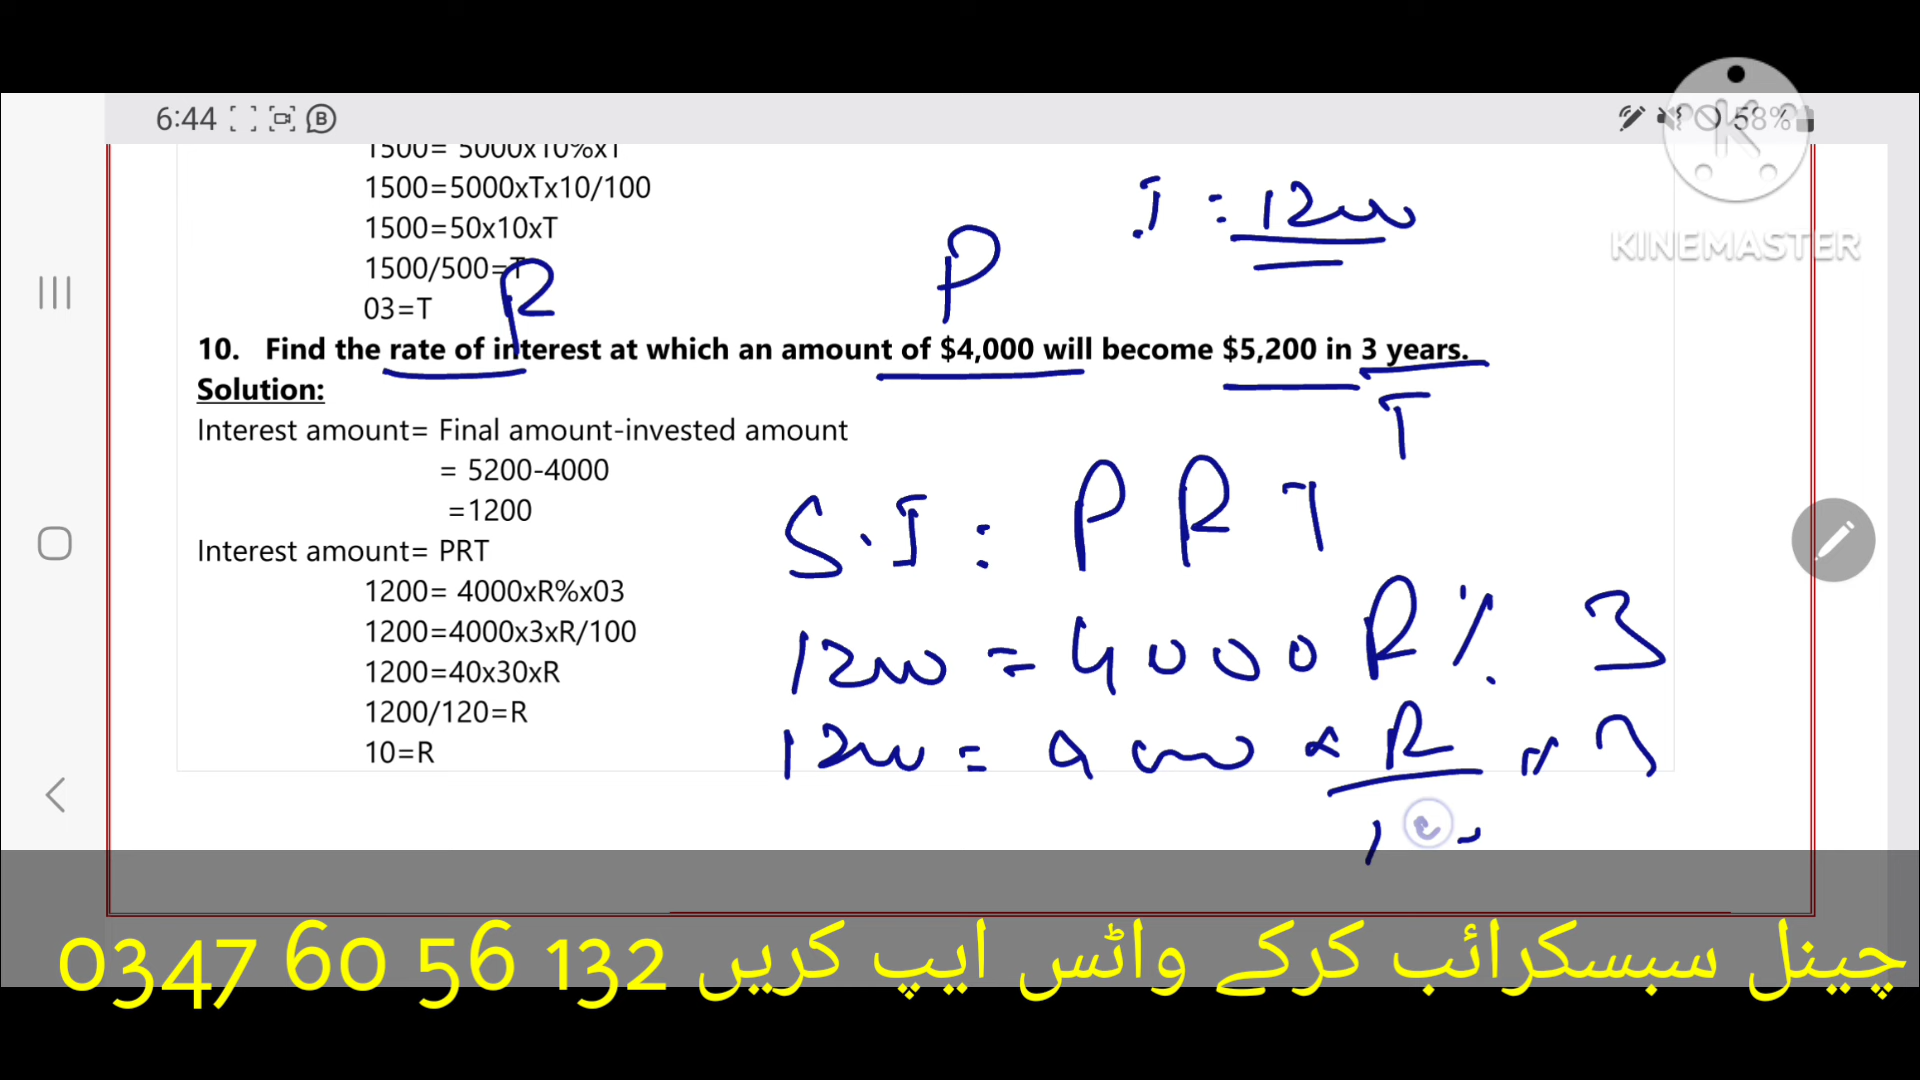 6:44
58%
KINEMASTER
1500= 5000x10%xT
1500=5000xTx10/100
1500=50x10xT
1500/500=T
03=T
R
P
I = 1200
10. Find the rate of interest at which an amount of $4,000 will become $5,200 in 3 years.
T
Solution:
Interest amount= Final amount-invested amount
= 5200-4000
=1200
Interest amount= PRT
1200= 4000xR%x03
1200=4000x3xR/100
1200=40x30xR
1200/120=R
10=R
S.I = P R T
1200 = 4000 R % 3
1200 = 4000 x R x 3
چینل سبسکرائب کرکے واٹس ایپ کریں 0347 60 56 132